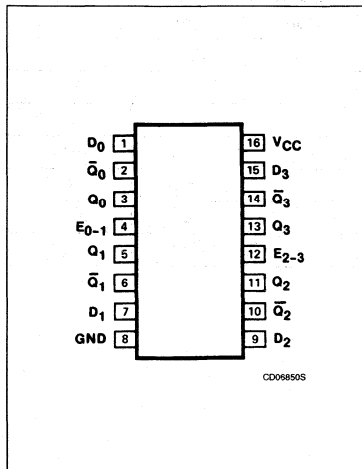 D0 1 16 VCC
Q̄0 2 15 D3
Q0 3 14 Q̄3
E0-1 4 13 Q3
Q1 5 12 E2-3
Q̄1 6 11 Q2
D1 7 10 Q̄2
GND 8 9 D2
CD06850S